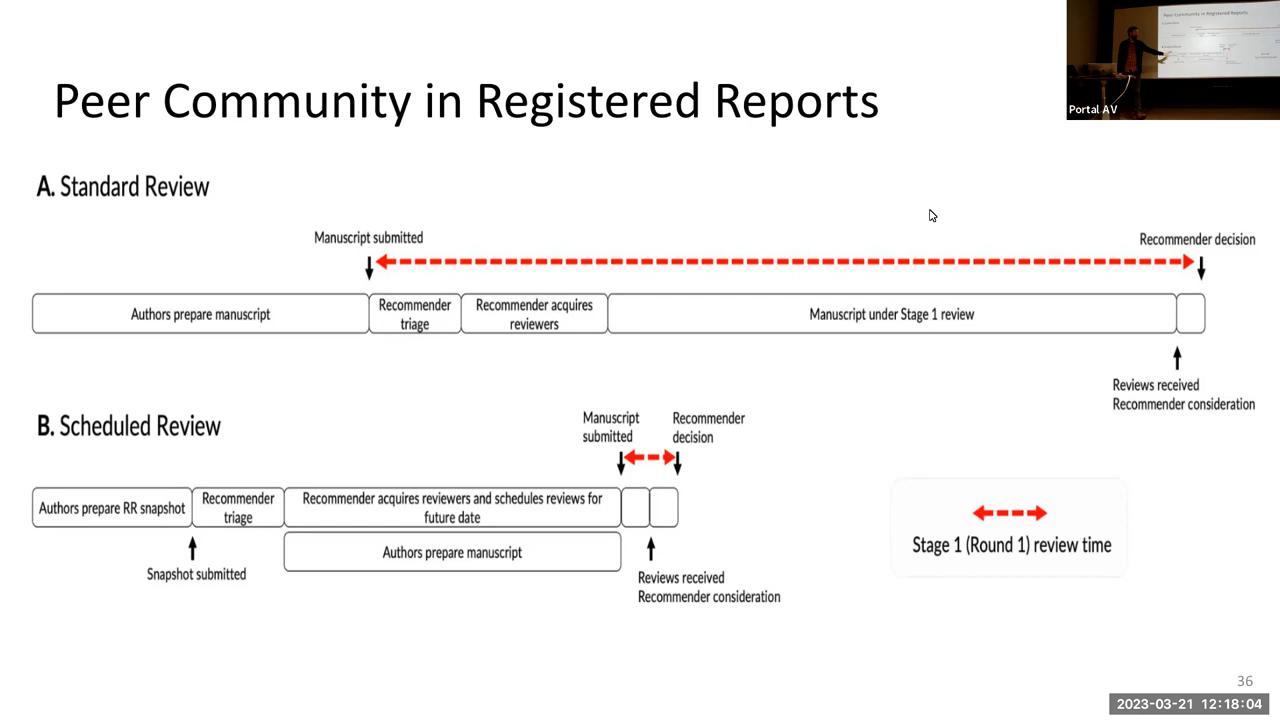 Peer Community in Registered Reports
Portal AV
A. Standard Review
Manuscript submitted
Recommender decision
Authors prepare manuscript
Recommender
triage
Recommender acquires
reviewers
Manuscript under Stage 1 review
Reviews received
Recommender consideration
B. Scheduled Review
Manuscript
submitted
Recommender
decision
Authors prepare RR snapshot
Recommender
triage
Recommender acquires reviewers and schedules reviews for
future date
Authors prepare manuscript
Snapshot submitted
Reviews received
Recommender consideration
Stage 1 (Round 1) review time
36
2023-03-21 12:18:04